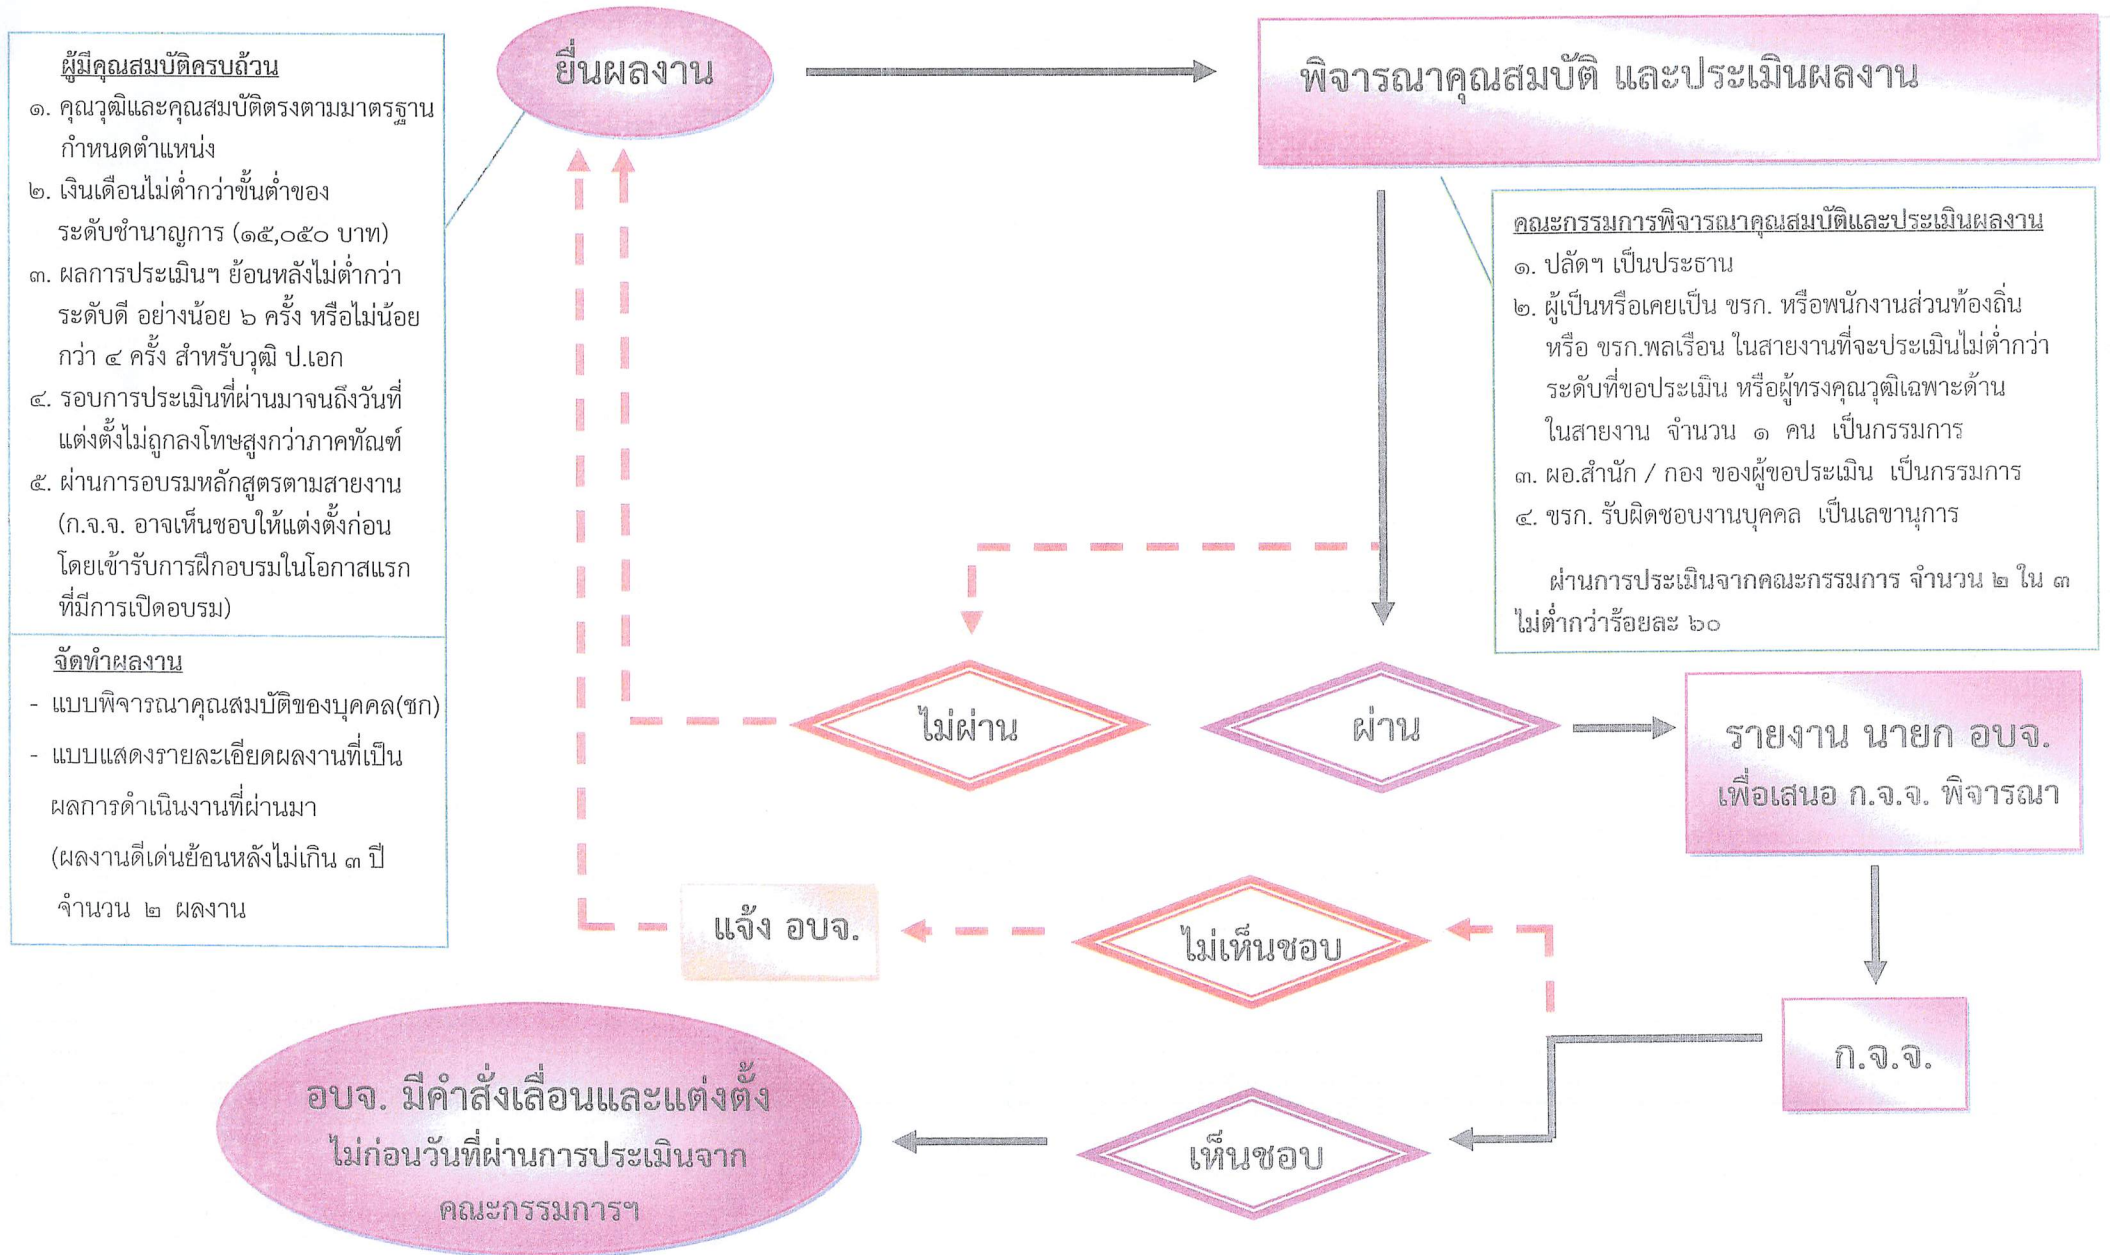 ยื่นผลงาน
พิจารณาคุณสมบัติ และประเมินผลงาน
ผู้มีคุณสมบัติครบถ้วน
๑. คุณวุฒิและคุณสมบัติตรงตามมาตรฐาน
กำหนดตำแหน่ง
๒. เงินเดือนไม่ต่ำกว่าขั้นต่ำของ
ระดับชำนาญการ (๑๕,๐๕๐ บาท)
๓. ผลการประเมินฯ ย้อนหลังไม่ต่ำกว่า
ระดับดี อย่างน้อย ๖ ครั้ง หรือไม่น้อย
กว่า ๔ ครั้ง สำหรับวุฒิ ป.เอก
๔. รอบการประเมินที่ผ่านมาจนถึงวันที่
แต่งตั้งไม่ถูกลงโทษสูงกว่าภาคทัณฑ์
๕. ผ่านการอบรมหลักสูตรตามสายงาน
(ก.จ.จ. อาจเห็นชอบให้แต่งตั้งก่อน
โดยเข้ารับการฝึกอบรมในโอกาสแรก
ที่มีการเปิดอบรม)
จัดทำผลงาน
- แบบพิจารณาคุณสมบัติของบุคคล(ชก)
- แบบแสดงรายละเอียดผลงานที่เป็น
ผลการดำเนินงานที่ผ่านมา
(ผลงานดีเด่นย้อนหลังไม่เกิน ๓ ปี
จำนวน ๒ ผลงาน
คณะกรรมการพิจารณาคุณสมบัติและประเมินผลงาน
๑. ปลัดฯ เป็นประธาน
๒. ผู้เป็นหรือเคยเป็น ขรก. หรือพนักงานส่วนท้องถิ่น
หรือ ขรก.พลเรือน ในสายงานที่จะประเมินไม่ต่ำกว่า
ระดับที่ขอประเมิน หรือผู้ทรงคุณวุฒิเฉพาะด้าน
ในสายงาน จำนวน ๑ คน เป็นกรรมการ
๓. ผอ.สำนัก / กอง ของผู้ขอประเมิน เป็นกรรมการ
๔. ขรก. รับผิดชอบงานบุคคล เป็นเลขานุการ
ผ่านการประเมินจากคณะกรรมการ จำนวน ๒ ใน ๓
ไม่ต่ำกว่าร้อยละ ๖๐
ไม่ผ่าน
ผ่าน
รายงาน นายก อบจ.
เพื่อเสนอ ก.จ.จ. พิจารณา
แจ้ง อบจ.
ไม่เห็นชอบ
ก.จ.จ.
เห็นชอบ
อบจ. มีคำสั่งเลื่อนและแต่งตั้ง
ไม่ก่อนวันที่ผ่านการประเมินจาก
คณะกรรมการฯ